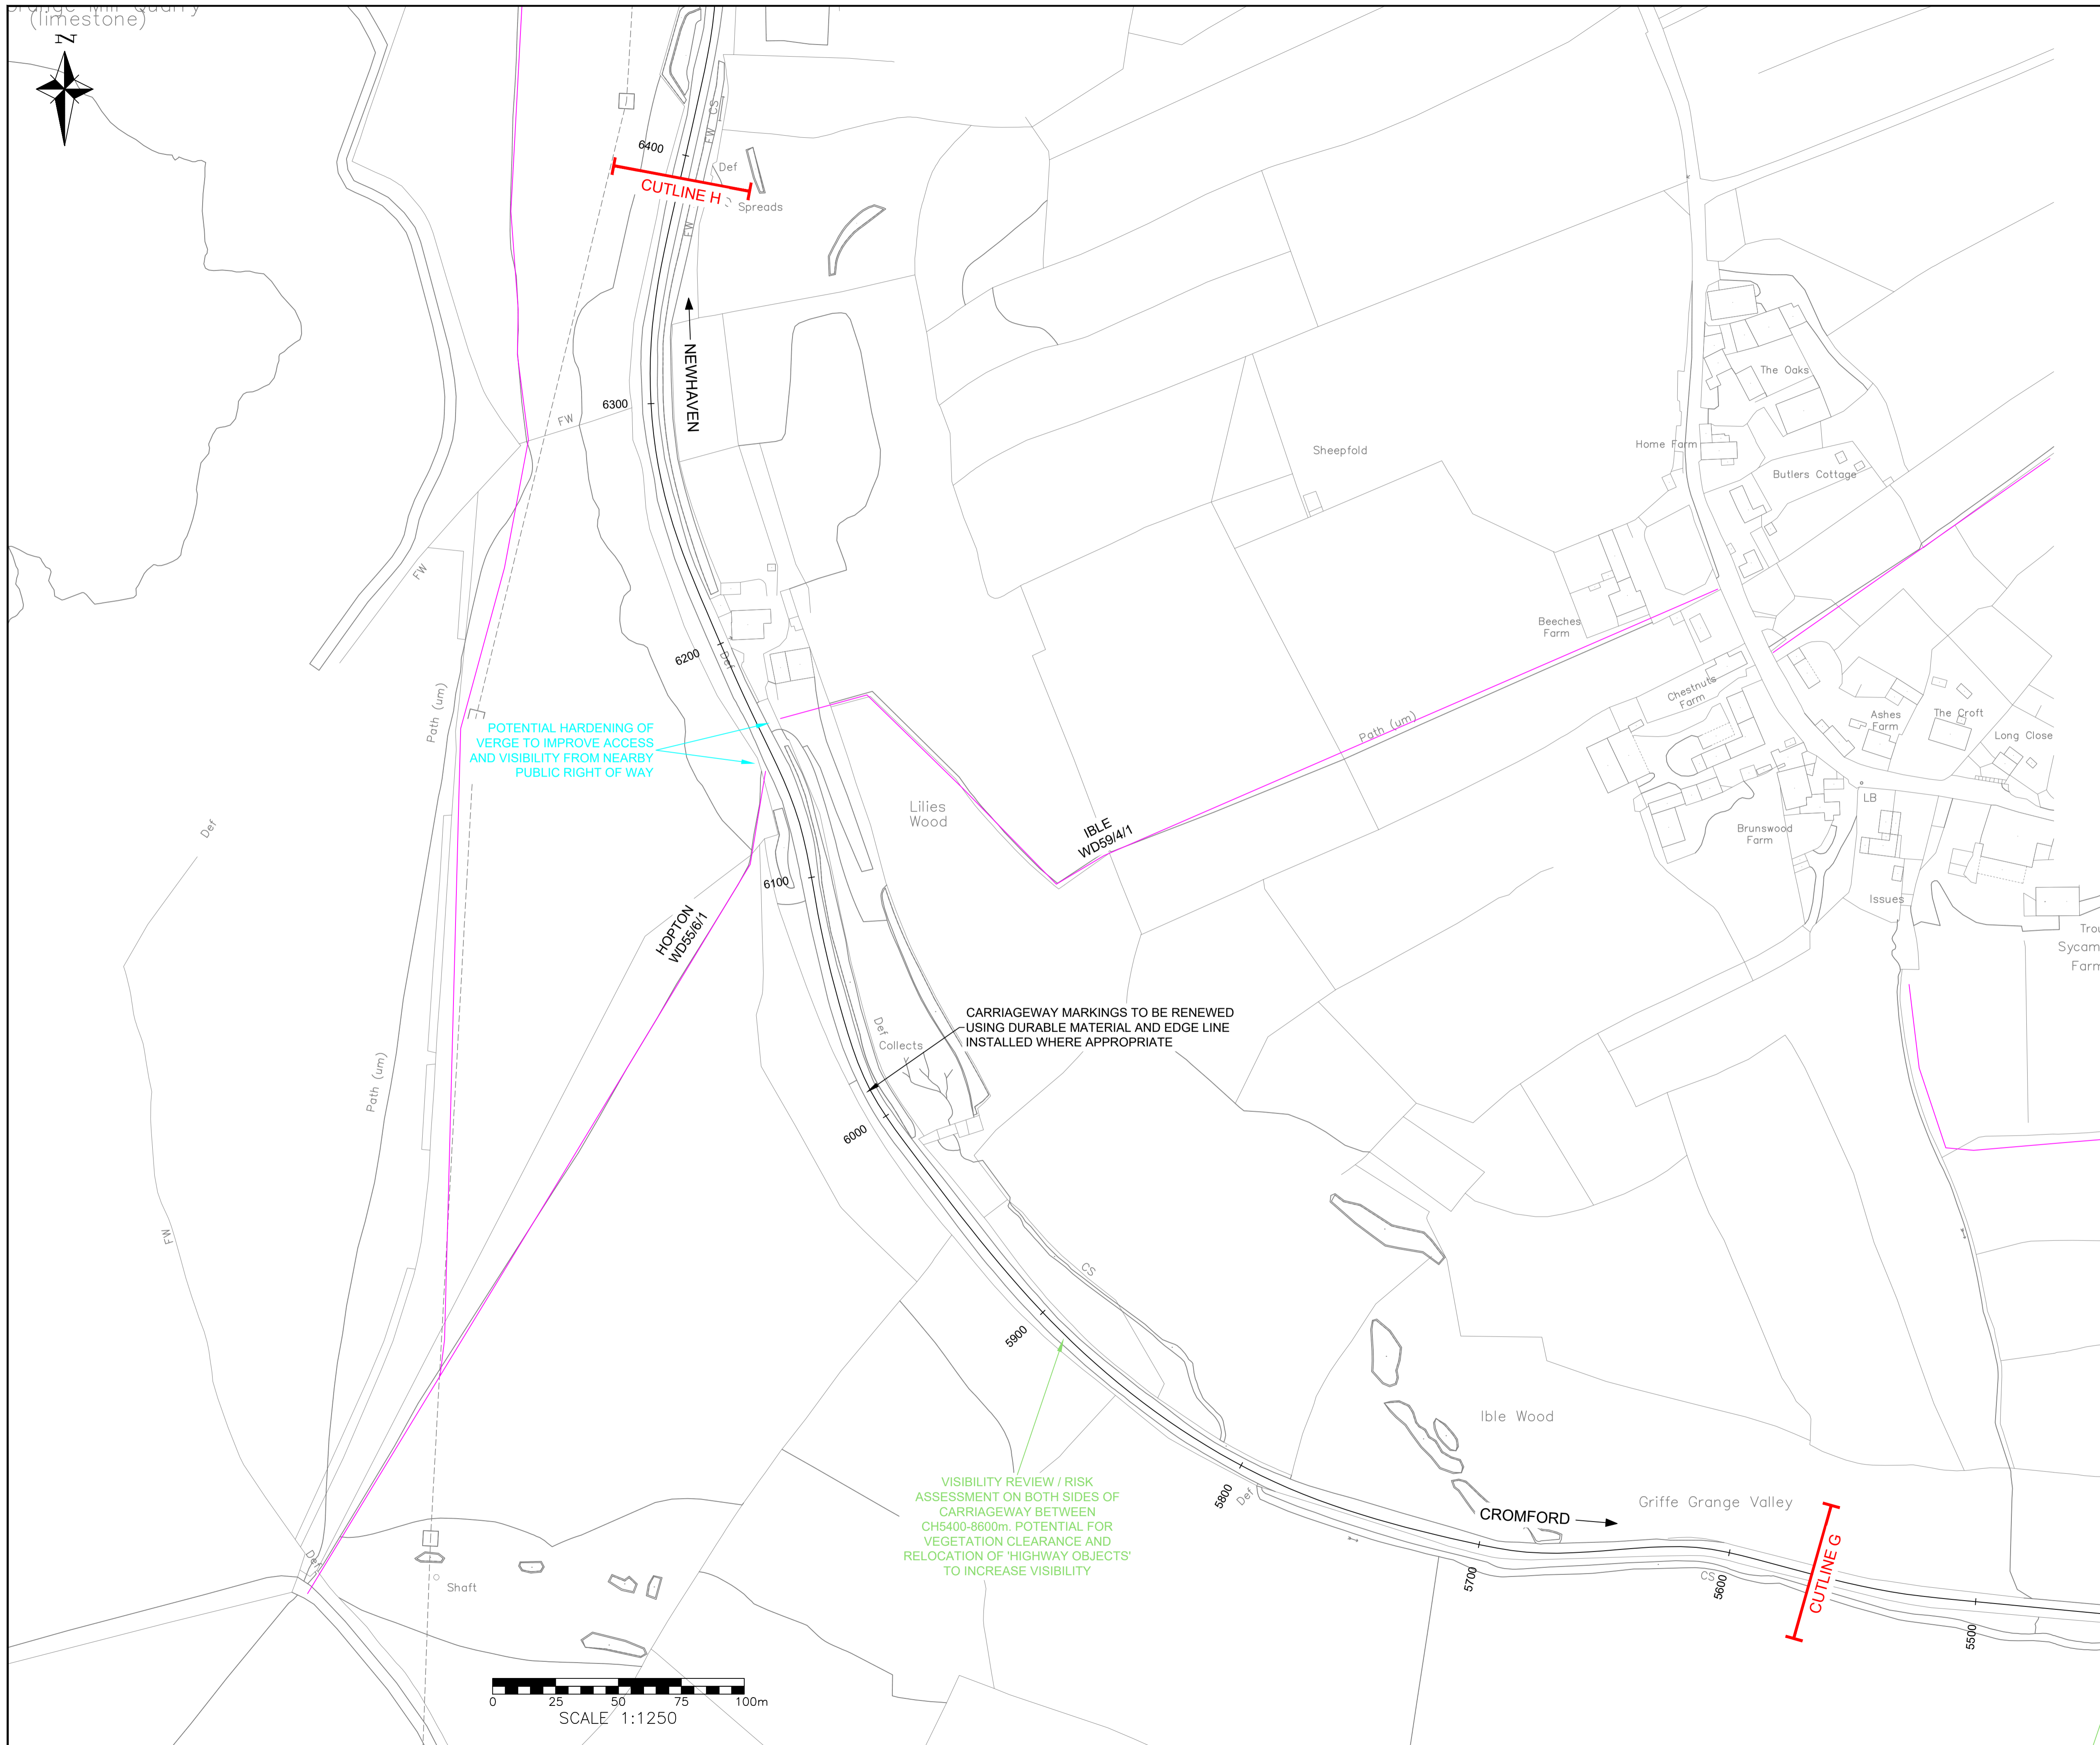 (limestone)
N
6400
FW CS
Def
CUTLINE H
Spreads
FW
NEWHAVEN
6300
FW
FW
The Oaks
Home Farm
Sheepfold
Butlers Cottage
Beeches
Farm
6200
Def
Path (um)
Chestnuts
Farm
Ashes
Farm
The Croft
Long Close
POTENTIAL HARDENING OF
VERGE TO IMPROVE ACCESS
AND VISIBILITY FROM NEARBY
PUBLIC RIGHT OF WAY
Path (um)
Lilies
Wood
Def
IBLE
WD59/4/1
LB
Brunswood
Farm
6100
Issues
HOPTON
WD55/6/1
Farm
CARRIAGEWAY MARKINGS TO BE RENEWED
USING DURABLE MATERIAL AND EDGE LINE
INSTALLED WHERE APPROPRIATE
Def
Collects
Path (um)
6000
FW
CS
5900
Ible Wood
VISIBILITY REVIEW / RISK
ASSESSMENT ON BOTH SIDES OF
CARRIAGEWAY BETWEEN
CH5400-8600m. POTENTIAL FOR
VEGETATION CLEARANCE AND
RELOCATION OF 'HIGHWAY OBJECTS'
TO INCREASE VISIBILITY
5800
Def
CROMFORD
Griffe Grange Valley
CUTLINE G
5700
5600
CS
5500
Def
Shaft
0 25 50 75 100m
SCALE 1:1250